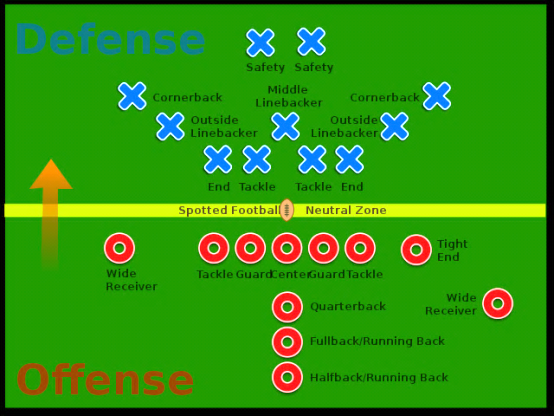 Defense
Safety Safety
Cornerback
Middle
Linebacker
Cornerback
Outside
Linebacker
Outside
Linebacker
End Tackle Tackle End
Spotted Football Neutral Zone
Wide
Receiver
Tackle Guard Center Guard Tackle
Tight
End
Quarterback
Wide
Receiver
Fullback/Running Back
Halfback/Running Back
Offense